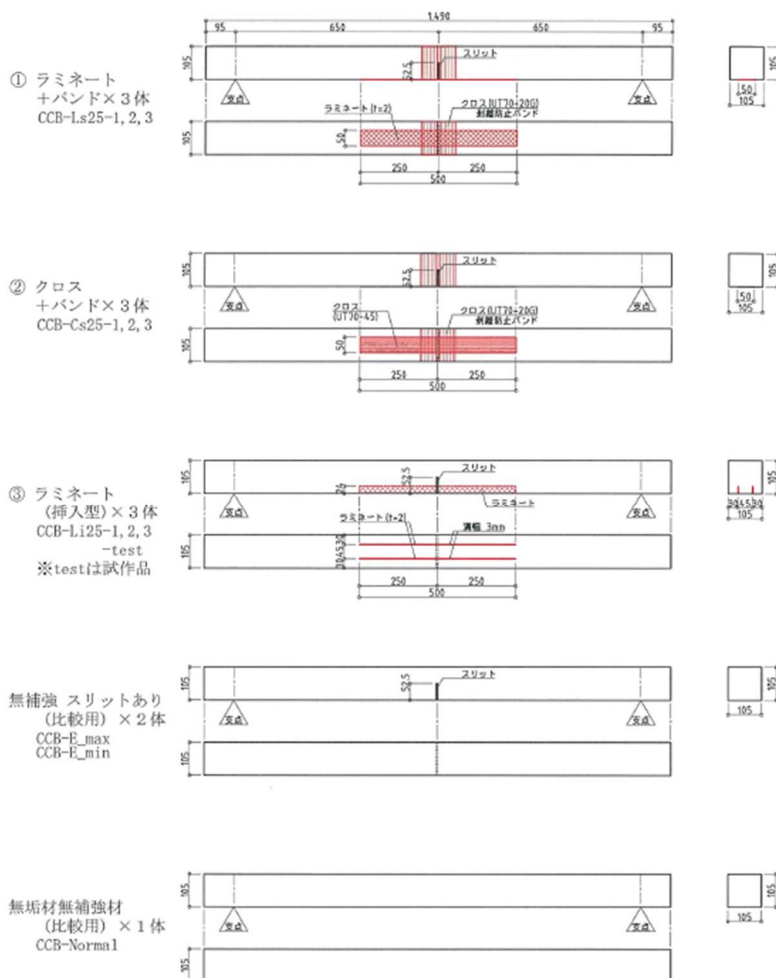 1.490
95 650 650 95
① ラミネート
+バンド×3体
CCB-Ls25-1,2,3
105
52.5
スリット
支点
支点
105
50
105
ラミネート(t=2)
クロス(UT70-20G)
剥離防止バンド
105
50
250 250
500
② クロス
+バンド×3体
CCB-Cs25-1,2,3
105
52.5
スリット
支点
支点
105
50
105
クロス
(UT70-45)
クロス(UT70-20G)
剥離防止バンド
105
50
250 250
500
③ ラミネート
(挿入型)×3体
CCB-Li25-1,2,3
-test
※testは試作品
105
52.5
スリット
ラミネート
支点
支点
105
304530
105
ラミネート(t=2)
溝幅 3mm
105
304530
250 250
500
無補強 スリットあり
(比較用)×2体
CCB-E_max
CCB-E_min
105
52.5
スリット
支点
支点
105
105
105
無垢材無補強材
(比較用)×1体
CCB-Normal
105
支点
支点
105
105
105